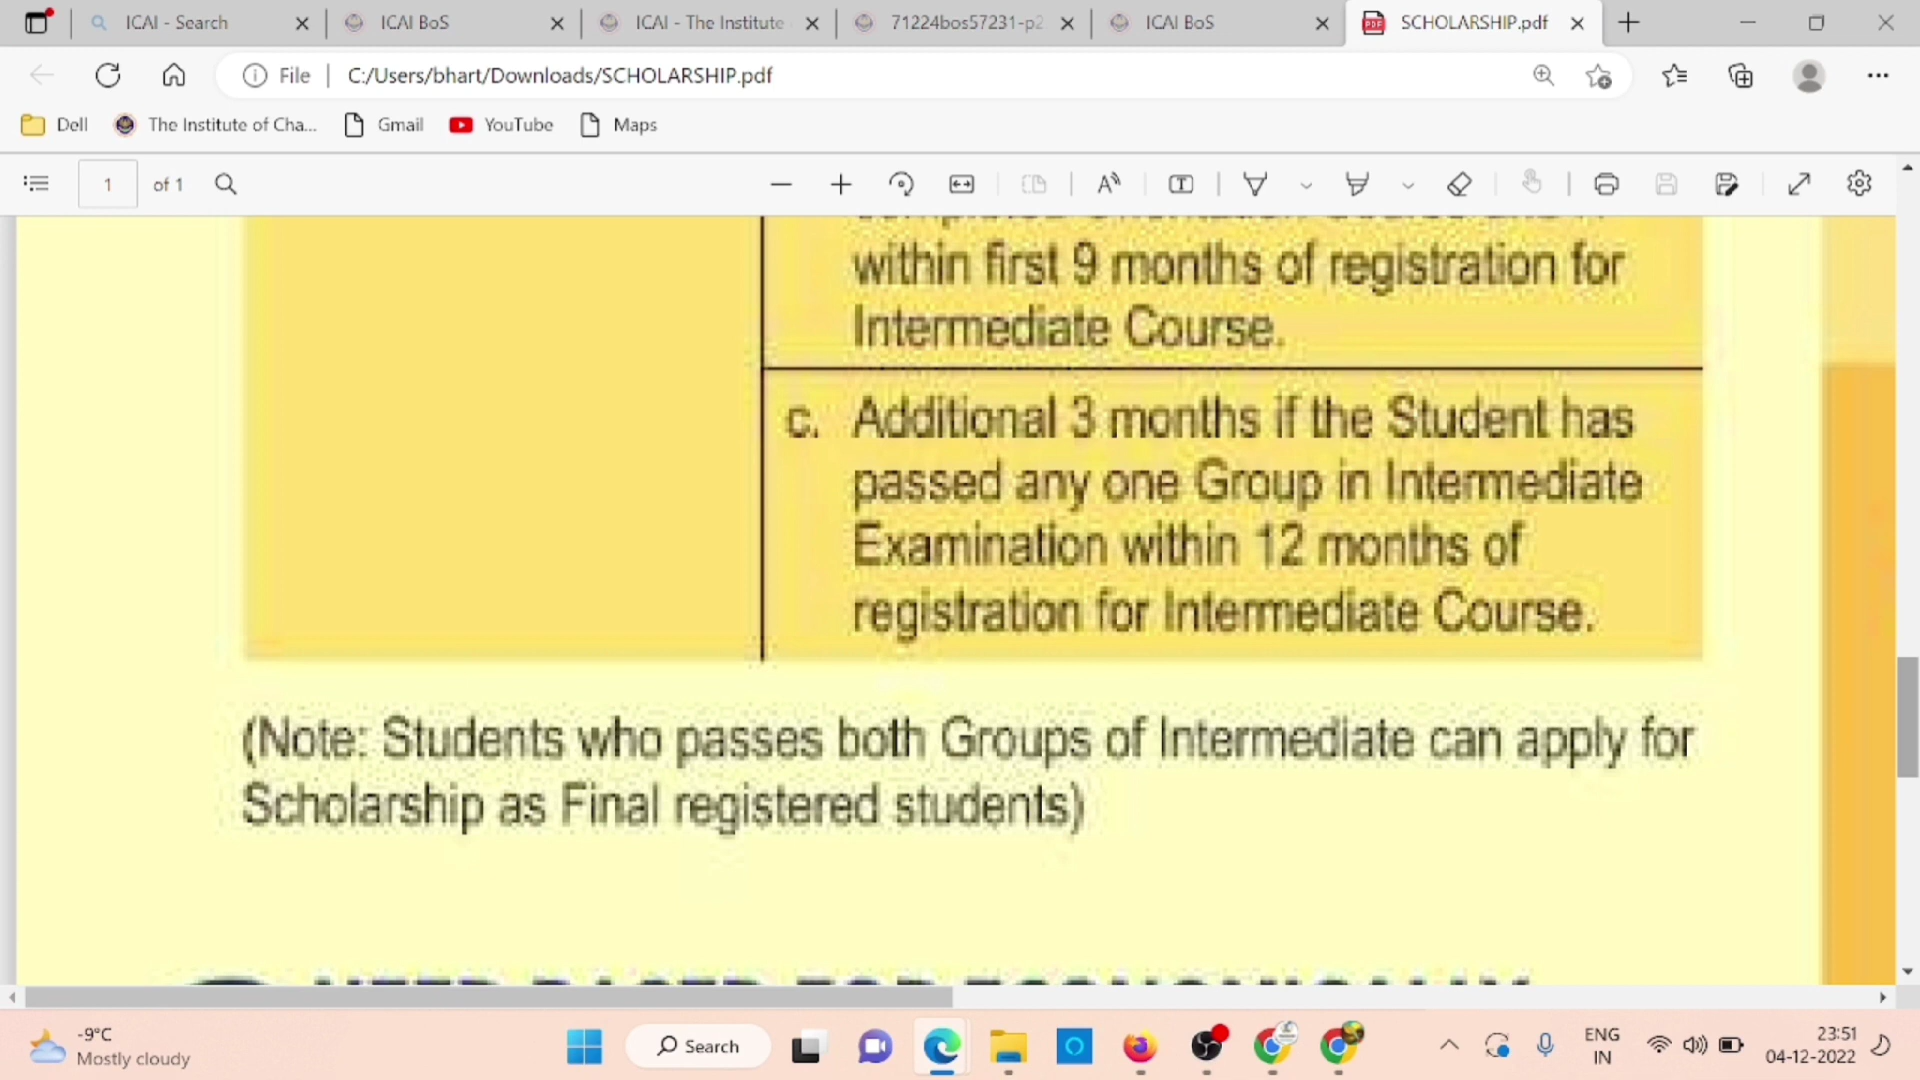 ICAI - Search
ICAI BoS
ICAI - The Institute
71224bos57231-p2
ICAI BoS
SCHOLARSHIP.pdf
File
C:/Users/bhart/Downloads/SCHOLARSHIP.pdf
Dell
The Institute of Cha...
Gmail
YouTube
Maps
1 of 1
within first 9 months of registration for
Intermediate Course.
c. Additional 3 months if the Student has
passed any one Group in Intermediate
Examination within 12 months of
registration for Intermediate Course.
(Note: Students who passes both Groups of Intermediate can apply for
Scholarship as Final registered students)
-9°C
Mostly cloudy
Search
ENG
IN
23:51
04-12-2022